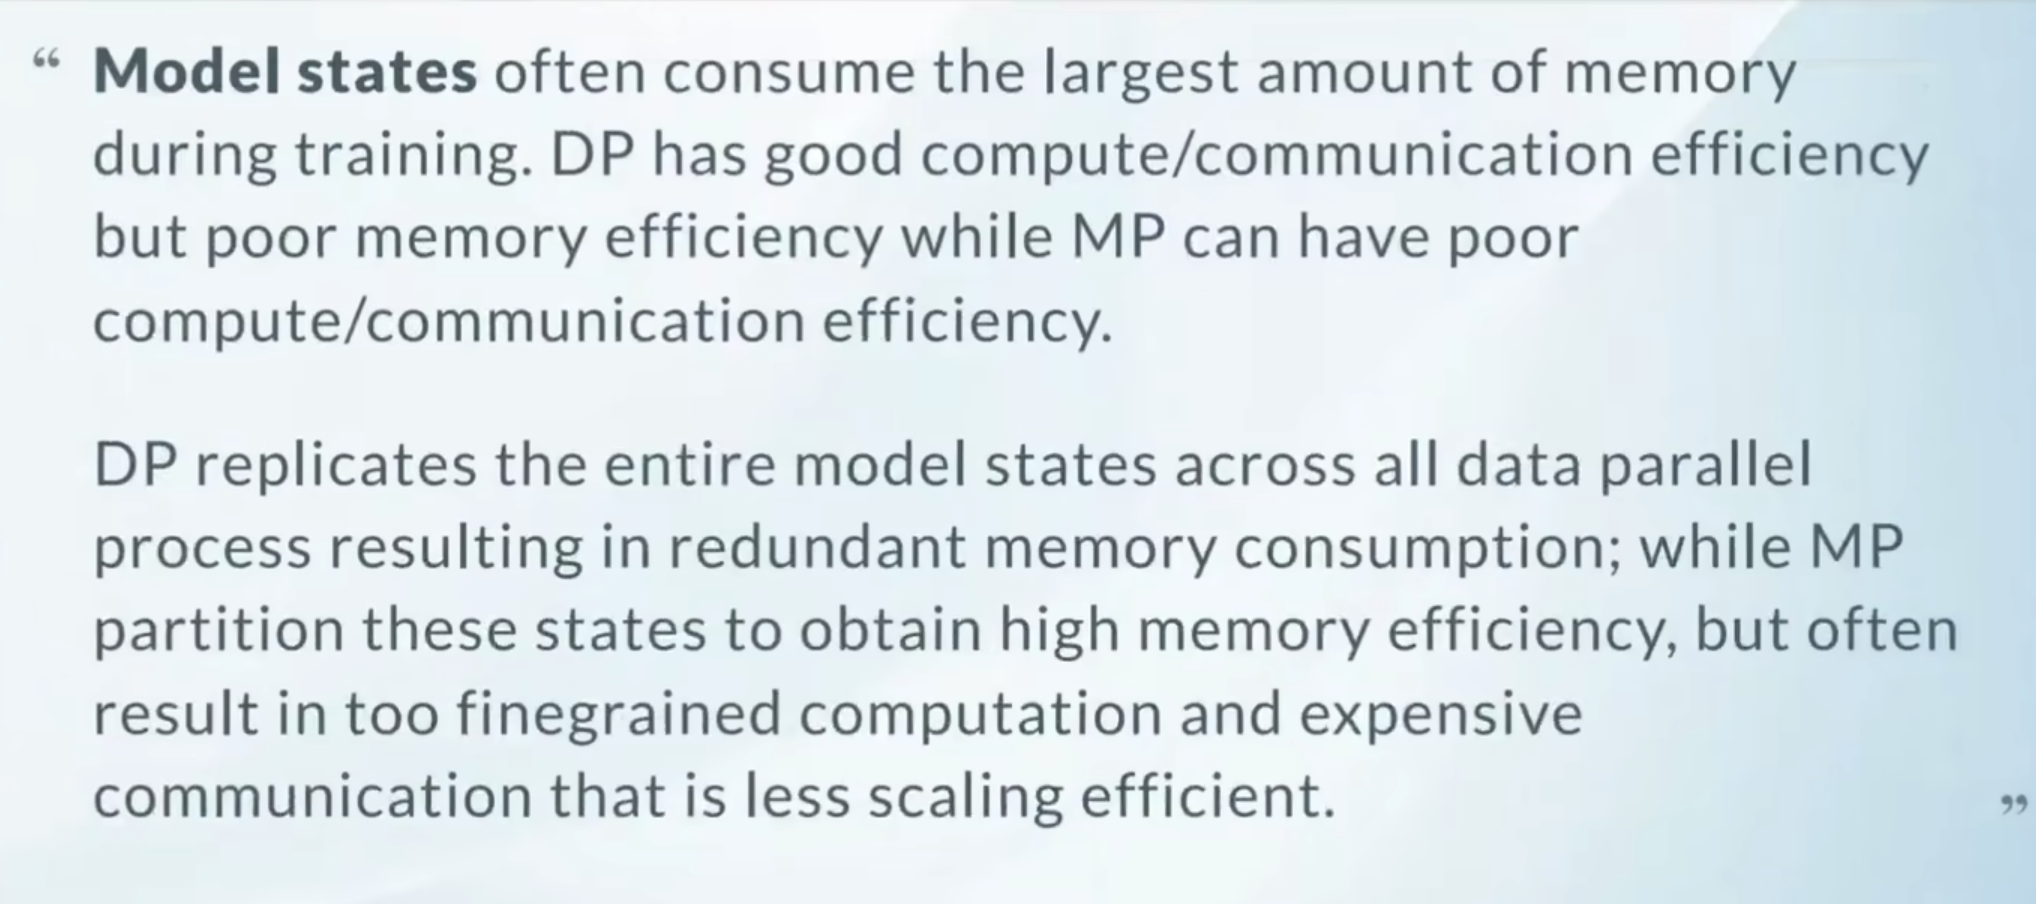 “ Model states often consume the largest amount of memory
during training. DP has good compute/communication efficiency
but poor memory efficiency while MP can have poor
compute/communication efficiency.
DP replicates the entire model states across all data parallel
process resulting in redundant memory consumption; while MP
partition these states to obtain high memory efficiency, but often
result in too finegrained computation and expensive
communication that is less scaling efficient. ”